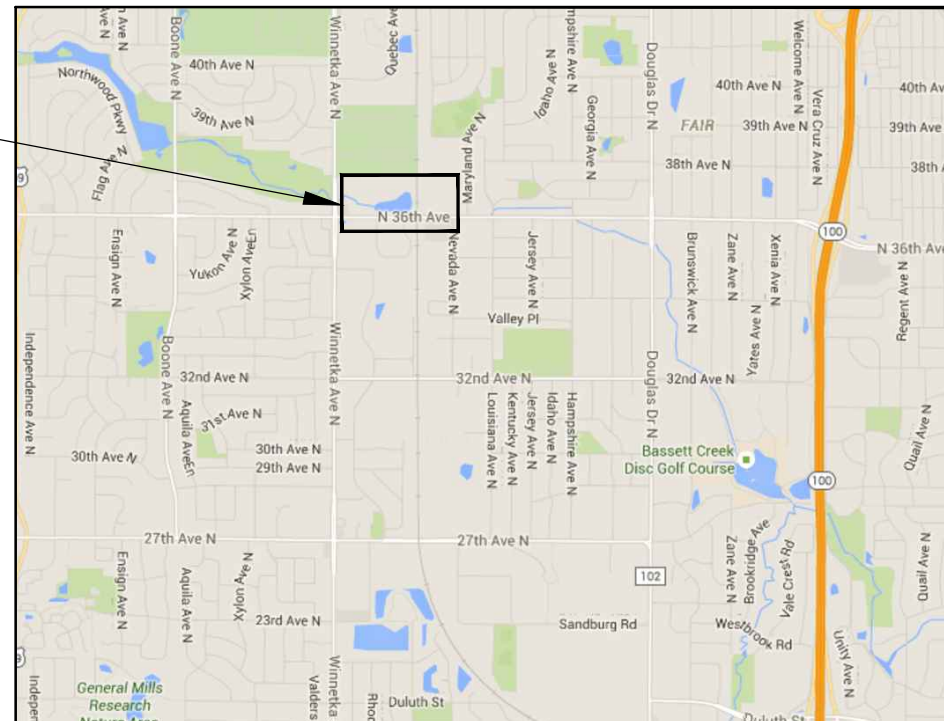 Ave N
Boone Ave N
Winnetka Ave N
Quebec Ave
Hampshire Ave N
Idaho Ave N
Douglas Dr N
Welcome Ave N
40th Ave N
Northwood Pkwy
39th Ave N
Flag Ave N
Maryland Ave N
Georgia Ave N
FAIR
40th Ave N
39th Ave N
38th Ave N
Vera Cruz Ave N
40th Av
39th Ave
38th
9
N 36th Ave
100
N 36th Ave
Ensign Ave N
Yukon Ave N
Xylon Ave
Nevada Ave N
Jersey Ave N
Brunswick Ave N
Zane Ave N
Xenia Ave N
Yates Ave N
Regent Ave N
Valley Pl
Independence Ave N
Boone Ave N
Winnetka Ave N
Douglas Dr N
32nd Ave N
32nd Ave N
32nd Ave N
Aquila Ave
31st Ave N
Louisiana Ave N
Kentucky Ave N
Jersey Ave N
Idaho Ave N
Hampshire Ave N
Quail Ave N
30th Ave N
30th Ave N
29th Ave N
Bassett Creek
Disc Golf Course
100
27th Ave N
27th Ave N
Ensign Ave N
Aquila Ave N
Xylon Ave N
102
Zane Ave N
Brookridge Ave
Vale Crest Rd
Quail Ave N
23rd Ave N
Sandburg Rd
Westbrook Rd
Unity Ave N
9
Indepen
General Mills
Research
Nature Area
Valders
Winnetka
Rhod
Duluth St
Duluth St